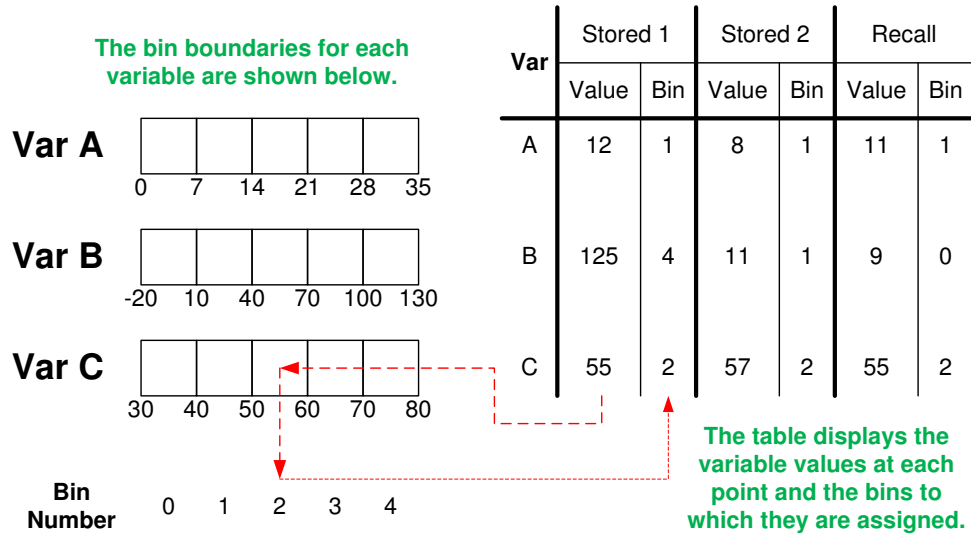 The bin boundaries for each
variable are shown below.
Var A
0 7 14 21 28 35
Var B
-20 10 40 70 100 130
Var C
30 40 50 60 70 80
Bin
Number
0 1 2 3 4
Var
Stored 1 Stored 2 Recall
Value Bin Value Bin Value Bin
A 12 1 8 1 11 1
B 125 4 11 1 9 0
C 55 2 57 2 55 2
The table displays the
variable values at each
point and the bins to
which they are assigned.